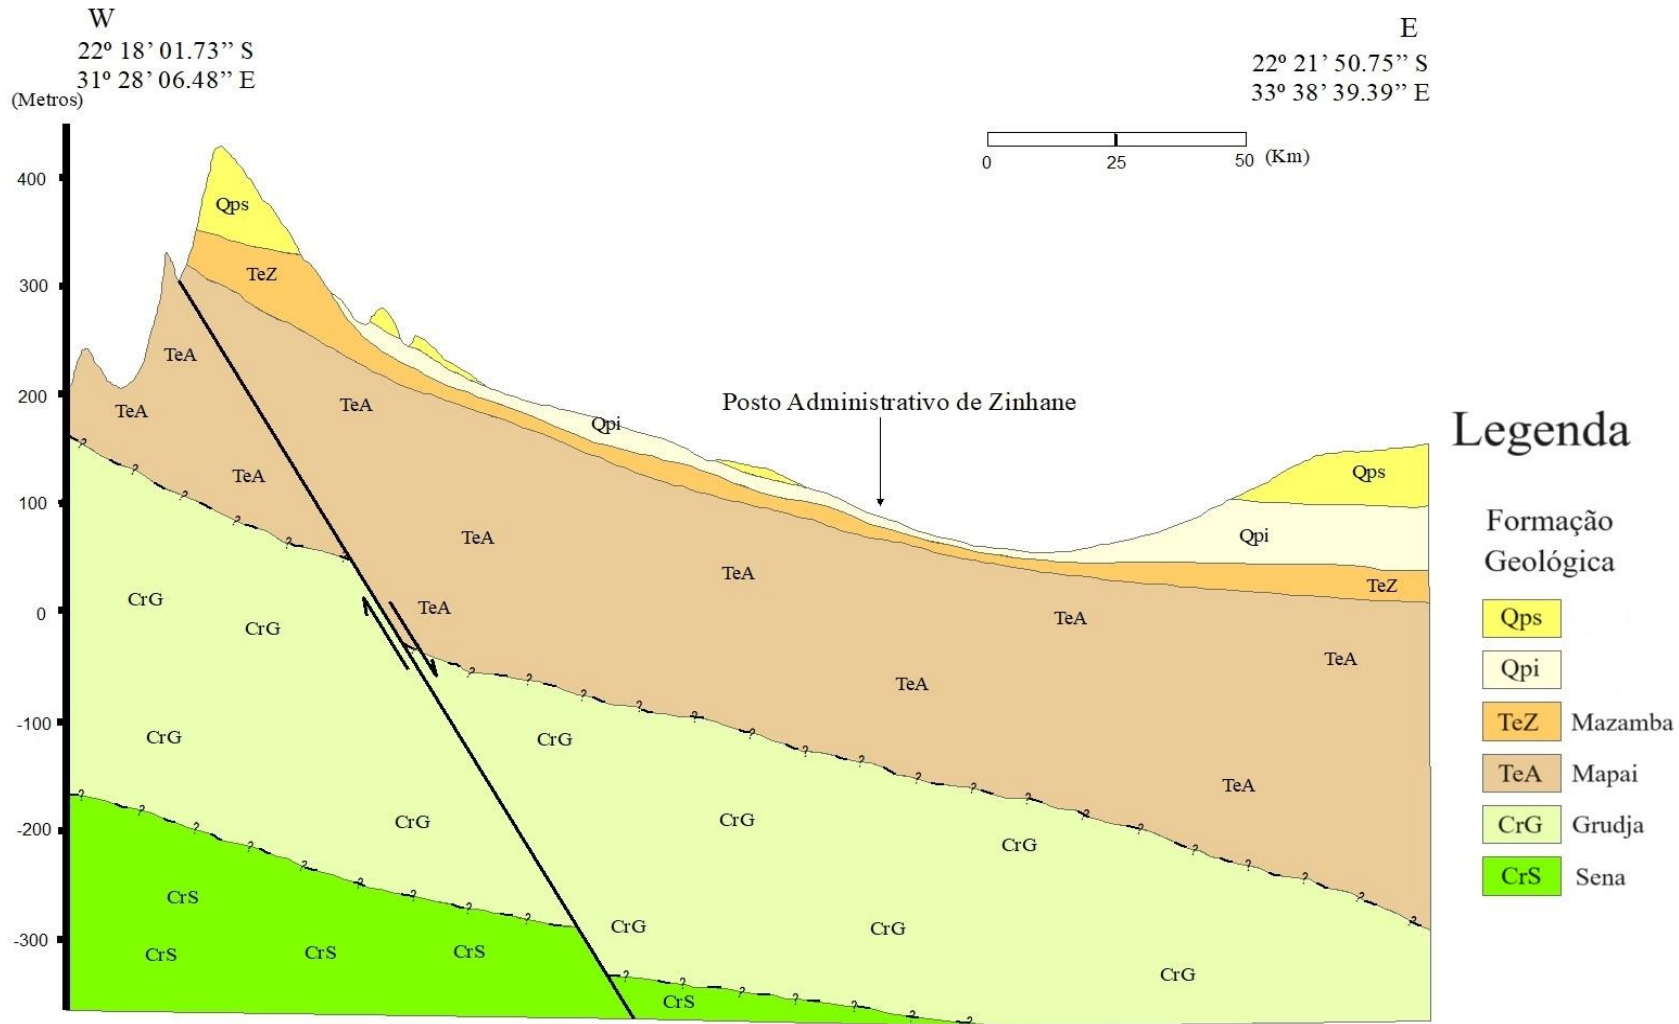 W
22º 18’ 01.73” S
31º 28’ 06.48” E
(Metros)
E
22º 21’ 50.75” S
33º 38’ 39.39” E
0 25 50 (Km)
400
300
200
100
0
-100
-200
-300
Qps
TeZ
TeA
TeA
TeA
TeA
Qpi
Posto Administrativo de Zinhane
TeA
TeA
TeA
TeA
TeA
TeA
TeA
TeA
Qps
Qpi
TeZ
CrG
CrG
CrG
CrG
CrG
CrG
CrG
CrG
CrG
CrG
CrS
CrS
CrS
CrS
CrS
Legenda
Formação
Geológica
Qps
Qpi
TeZ Mazamba
TeA Mapai
CrG Grudja
CrS Sena